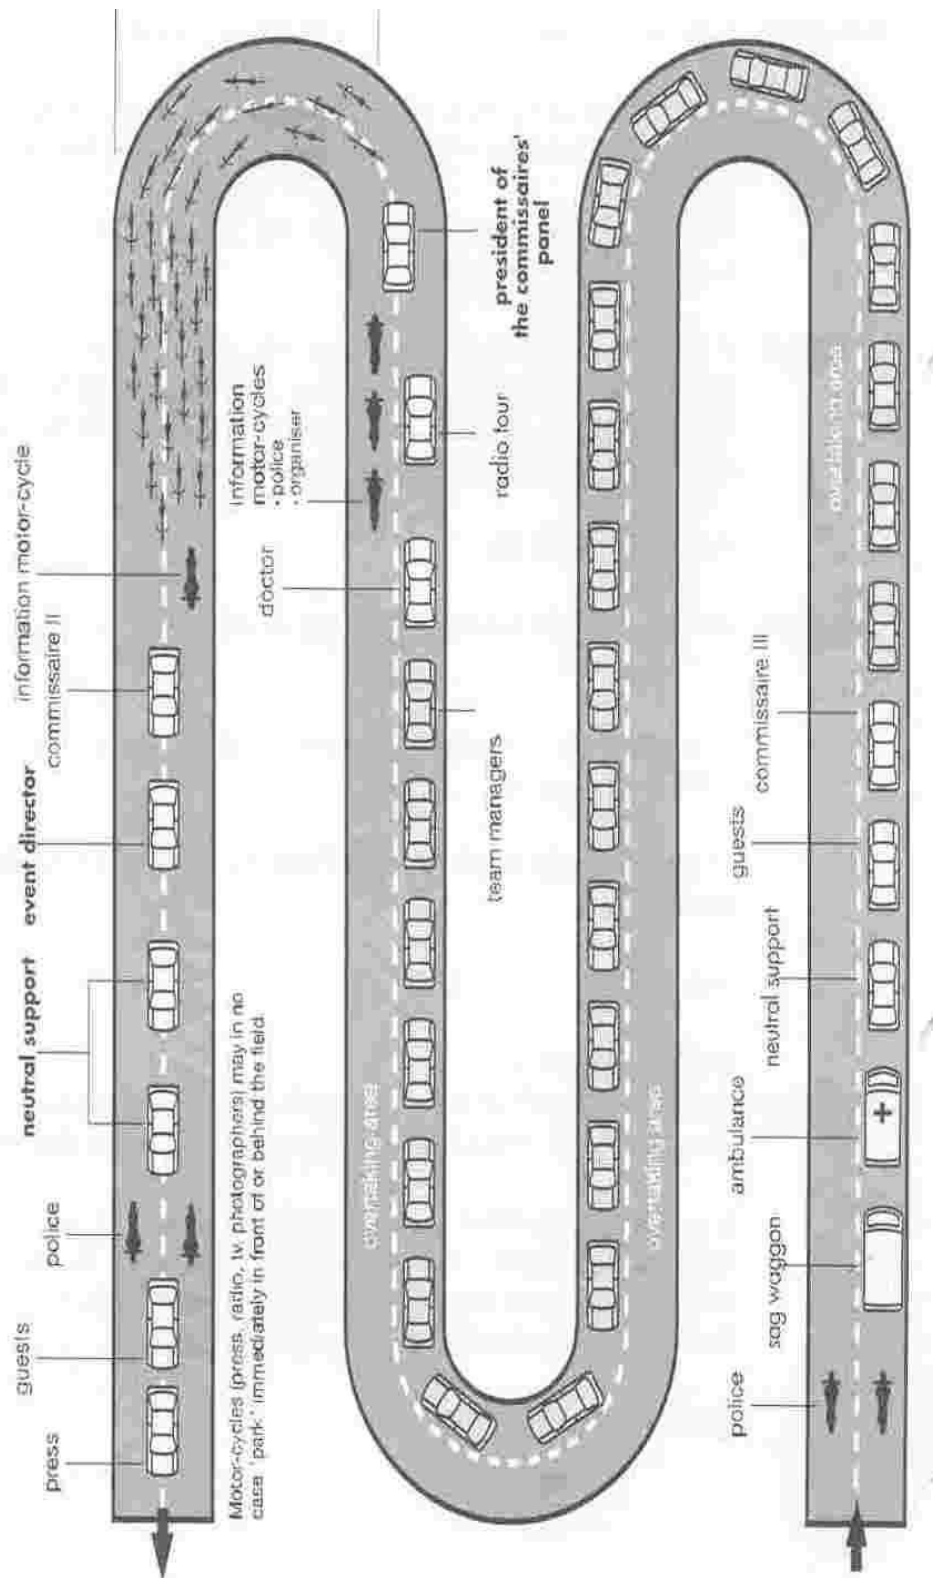 press
guests
police
neutral support
event director
commissaire II
information motor-cycle
Motor-cycles (press, radio, tv, photographers) may in no
case 'park' immediately in front of or behind the field.
information
motor-cycles
· police
· organiser
doctor
president of
the commissaires'
panel
radio tour
team managers
overtaking area
overtaking area
overtaking area
police
sag waggon
ambulance
neutral support
guests
commissaire III